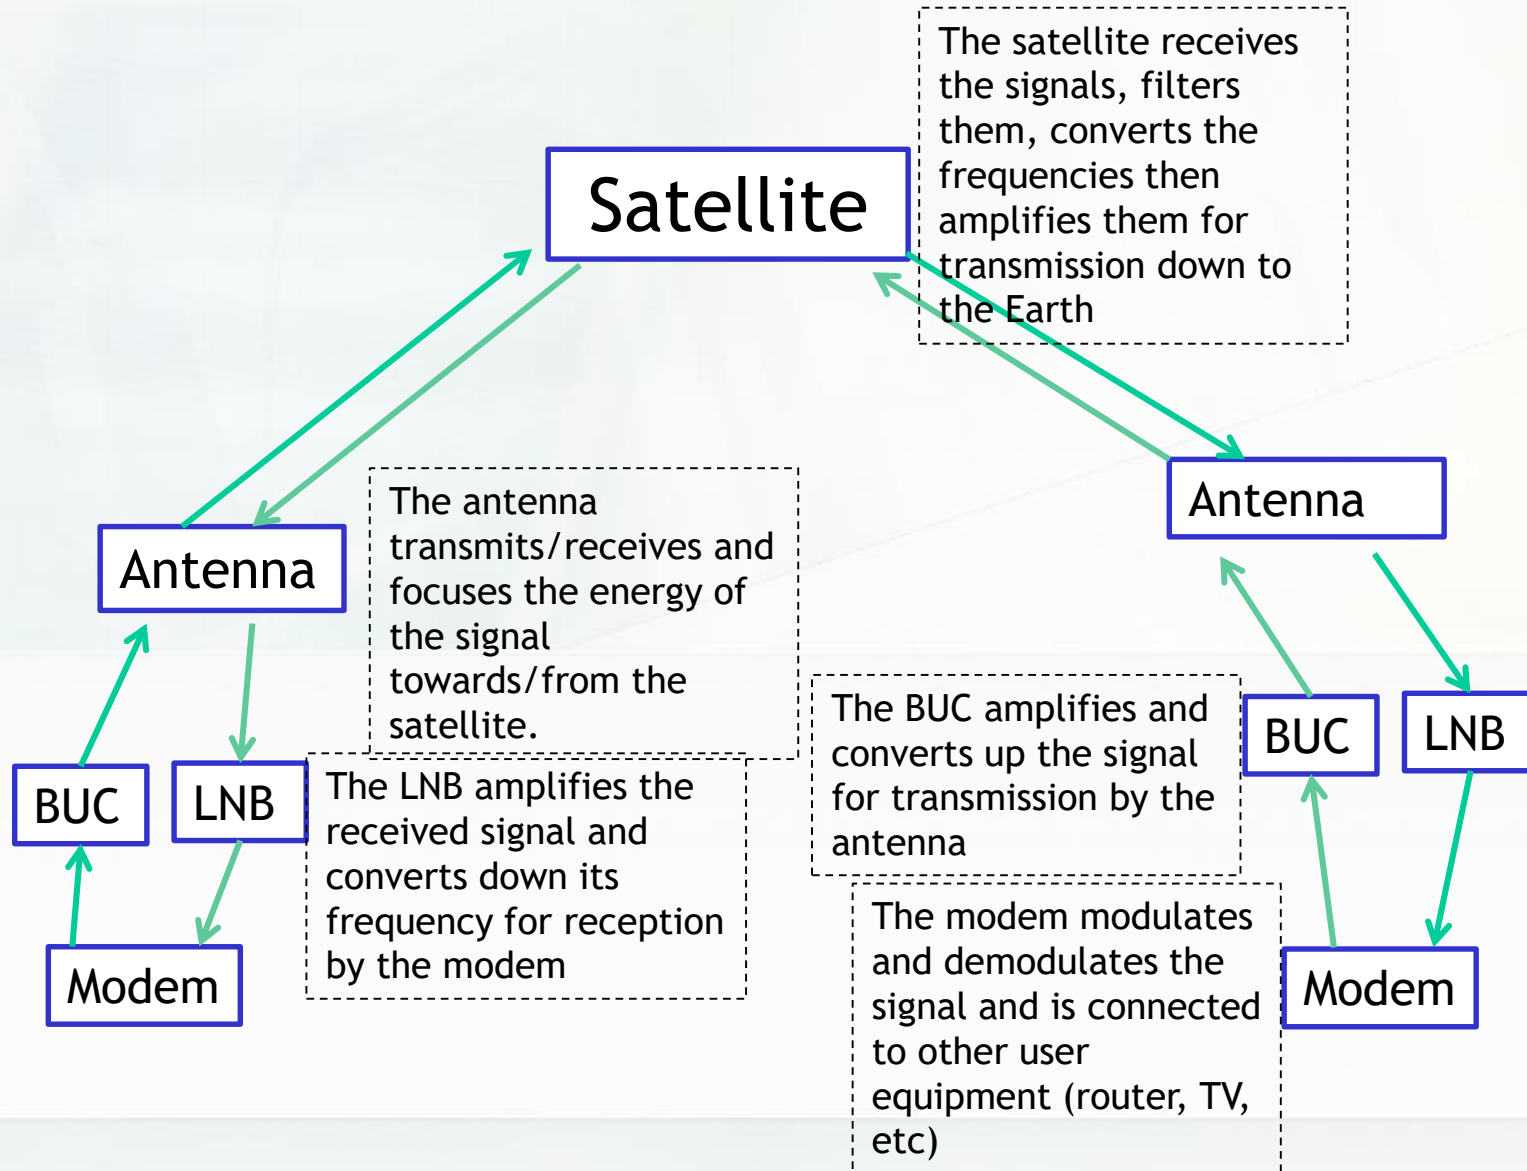 The satellite receives
the signals, filters
them, converts the
frequencies then
amplifies them for
transmission down to
the Earth
Satellite
Antenna
The antenna
transmits/receives and
focuses the energy of
the signal
towards/from the
satellite.
Antenna
BUC
LNB
The LNB amplifies the
received signal and
converts down its
frequency for reception
by the modem
Modem
The BUC amplifies and
converts up the signal
for transmission by the
antenna
BUC
LNB
The modem modulates
and demodulates the
signal and is connected
to other user
equipment (router, TV,
etc)
Modem